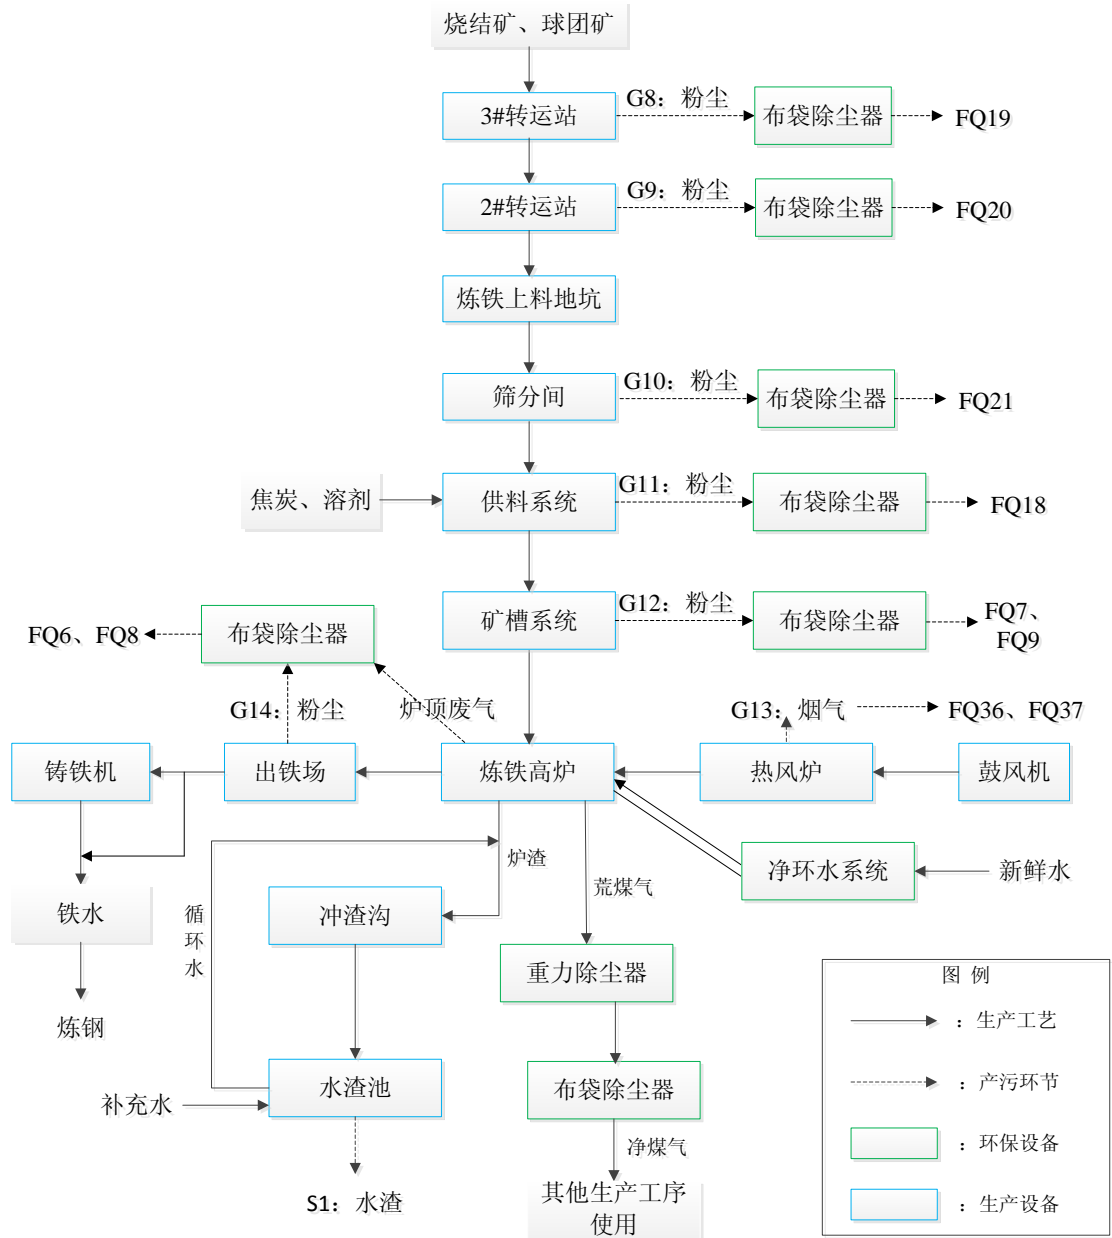 烧结矿、球团矿
3#转运站
G8：粉尘
布袋除尘器
FQ19
2#转运站
G9：粉尘
布袋除尘器
FQ20
炼铁上料地坑
筛分间
G10：粉尘
布袋除尘器
FQ21
焦炭、溶剂
供料系统
G11：粉尘
布袋除尘器
FQ18
矿槽系统
G12：粉尘
布袋除尘器
FQ7、
FQ9
FQ6、FQ8
布袋除尘器
G14：粉尘
炉顶废气
G13：烟气
FQ36、FQ37
铸铁机
出铁场
炼铁高炉
热风炉
鼓风机
炉渣
净环水系统
新鲜水
荒煤气
铁水
循
环
水
冲渣沟
重力除尘器
炼钢
水渣池
补充水
布袋除尘器
净煤气
S1：水渣
其他生产工序
使用
图 例
：生产工艺
：产污环节
：环保设备
：生产设备